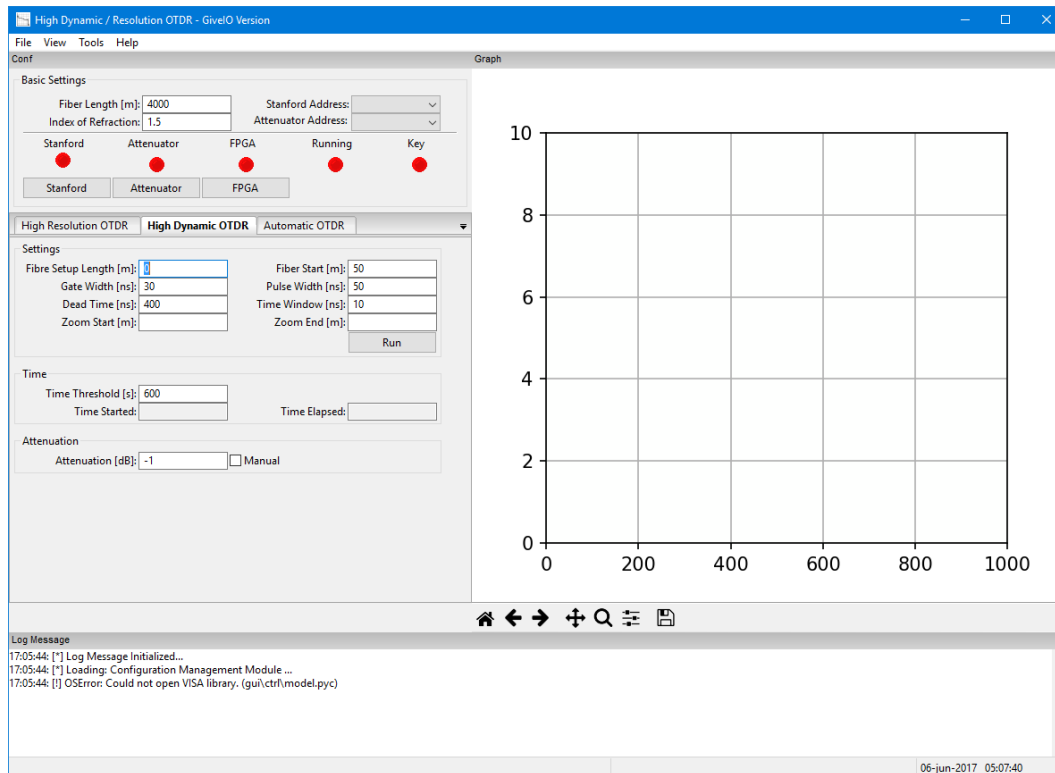 High Dynamic / Resolution OTDR - GiveIO Version
File View Tools Help
Conf
Basic Settings
Fiber Length [m]: 4000 Stanford Address:
Index of Refraction: 1.5 Attenuator Address:
Stanford Attenuator FPGA Running Key
Stanford Attenuator FPGA
High Resolution OTDR High Dynamic OTDR Automatic OTDR
Settings
Fibre Setup Length [m]: 0 Fiber Start [m]: 50
Gate Width [ns]: 30 Pulse Width [ns]: 50
Dead Time [ns]: 400 Time Window [ns]: 10
Zoom Start [m]: Zoom End [m]:
Run
Time
Time Threshold [s]: 600
Time Started: Time Elapsed:
Attenuation
Attenuation [dB]: -1 Manual
Graph
10
8
6
4
2
0
0 200 400 600 800 1000
Log Message
17:05:44: [*] Log Message Initialized...
17:05:44: [*] Loading: Configuration Management Module ...
17:05:44: [!] OSError: Could not open VISA library. (gui\ctrl\model.pyc)
06-jun-2017 05:07:40